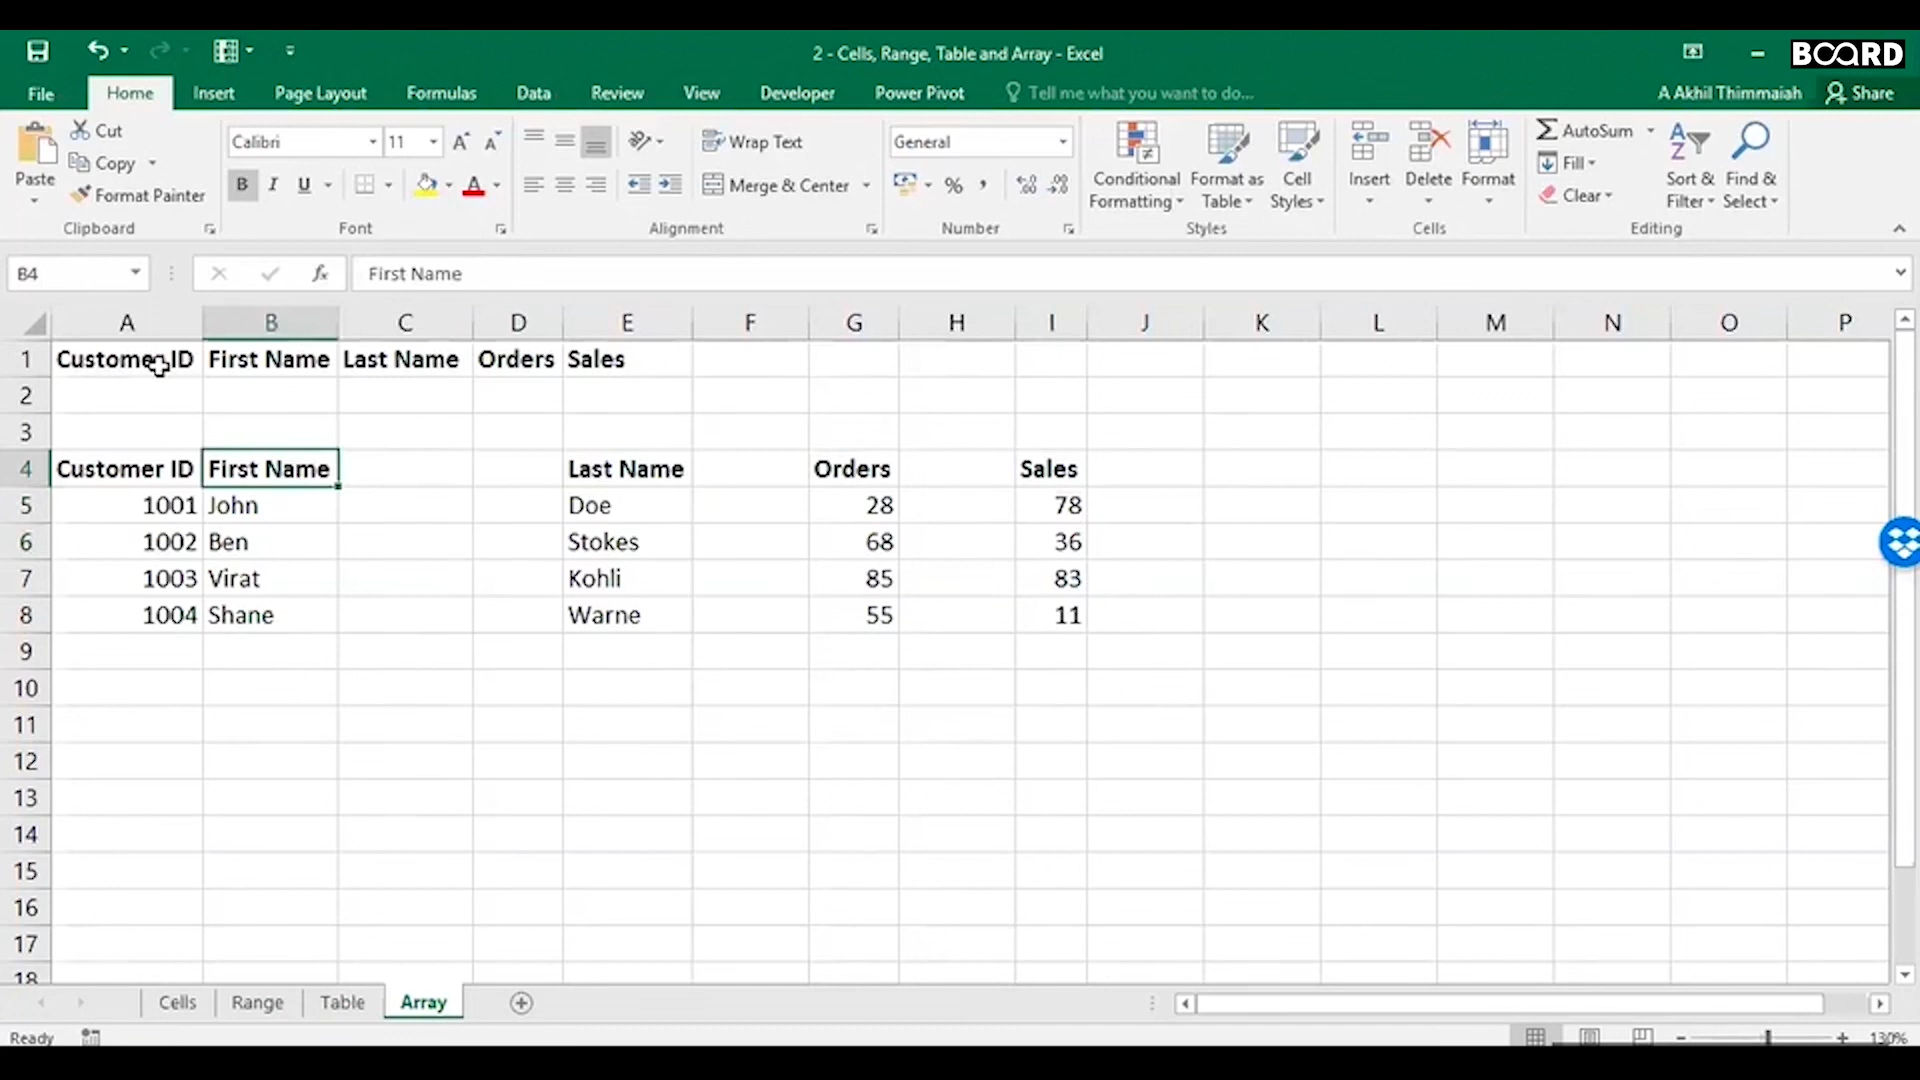 2 - Cells, Range, Table and Array - Excel
BOARD
File Home Insert Page Layout Formulas Data Review View Developer Power Pivot Tell me what you want to do... A Akhil Thimmaiah Share
Paste
Cut
Copy
Format Painter
Clipboard
Calibri 11
B I U
Font
Wrap Text
Merge & Center
Alignment
General
%
Number
Conditional Formatting
Format as Table
Cell Styles
Styles
Insert Delete Format
Cells
AutoSum
Fill
Clear
Sort & Filter
Find & Select
Editing
B4 fx First Name
A B C D E F G H I J K L M N O P
1 Customer ID First Name Last Name Orders Sales
2
3
4 Customer ID First Name Last Name Orders Sales
5 1001 John Doe 28 78
6 1002 Ben Stokes 68 36
7 1003 Virat Kohli 85 83
8 1004 Shane Warne 55 11
9
10
11
12
13
14
15
16
17
18
Cells Range Table Array
Ready 130%